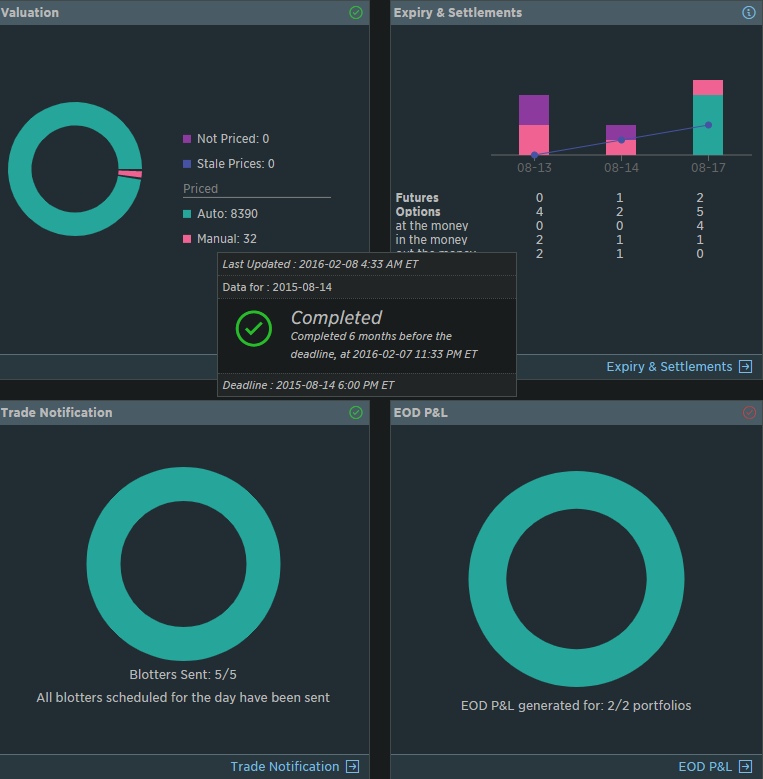 Valuation
Not Priced: 0
Stale Prices: 0
Priced
Auto: 8390
Manual: 32
Expiry & Settlements
08-13 08-14 08-17
Futures 0 1 2
Options 4 2 5
at the money 0 0 4
in the money 2 1 1
out the money 2 1 0
Last Updated : 2016-02-08 4:33 AM ET
Data for : 2015-08-14
Completed
Completed 6 months before the
deadline, at 2016-02-07 11:33 PM ET
Deadline : 2015-08-14 6:00 PM ET
Expiry & Settlements
Trade Notification
Blotters Sent: 5/5
All blotters scheduled for the day have been sent
Trade Notification
EOD P&L
EOD P&L generated for: 2/2 portfolios
EOD P&L